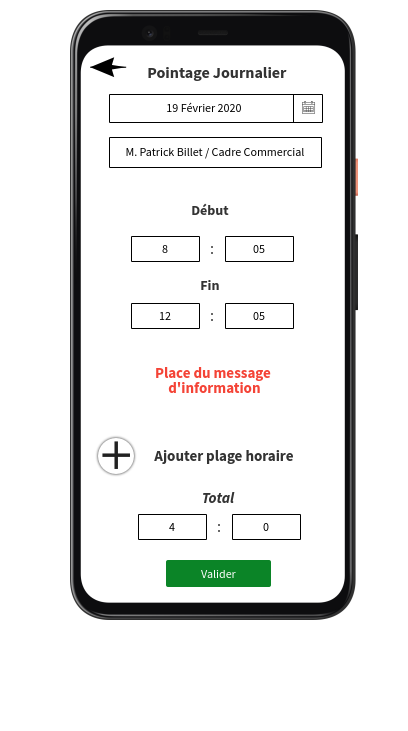 Pointage Journalier
19 Février 2020
M. Patrick Billet / Cadre Commercial
Début
8 : 05
Fin
12 : 05
Place du message
d'information
Ajouter plage horaire
Total
4 : 0
Valider